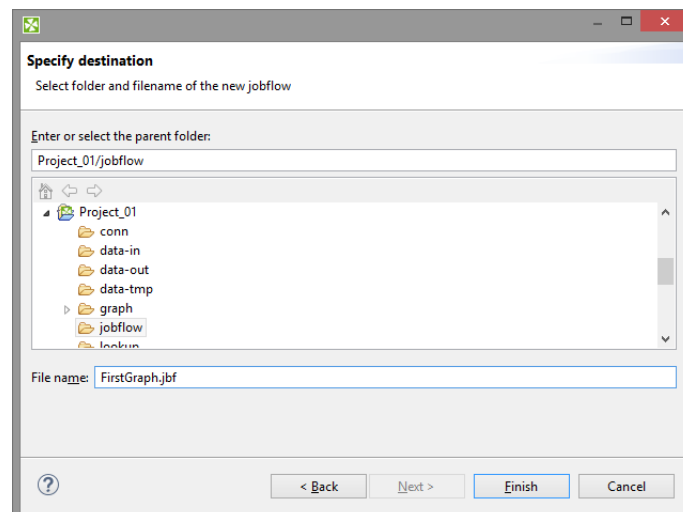 Specify destination
Select folder and filename of the new jobflow
Enter or select the parent folder:
Project_01/jobflow
Project_01
conn
data-in
data-out
data-tmp
graph
jobflow
lookup
File name: FirstGraph.jbf
< Back Next > Finish Cancel